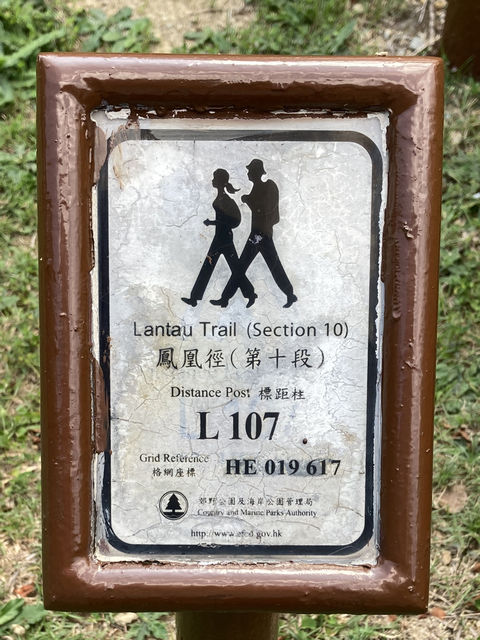 Lantau Trail (Section 10)
鳳凰徑(第十段)
Distance Post 標距柱
L 107
Grid Reference
格網座標
HE 019 617
郊野公園及海岸公園管理局
Country and Marine Parks Authority
http://www.afcd.gov.hk